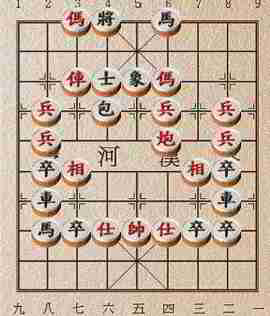 1 2 3 4 5 6 7 8 9
傌 將 馬
俥 士 象 傌
兵 包 兵 兵
兵 炮 兵
河 漢
卒 相 相 卒
車 車
馬 卒 仕 帥 仕 卒 卒
九 八 七 六 五 四 三 二 一